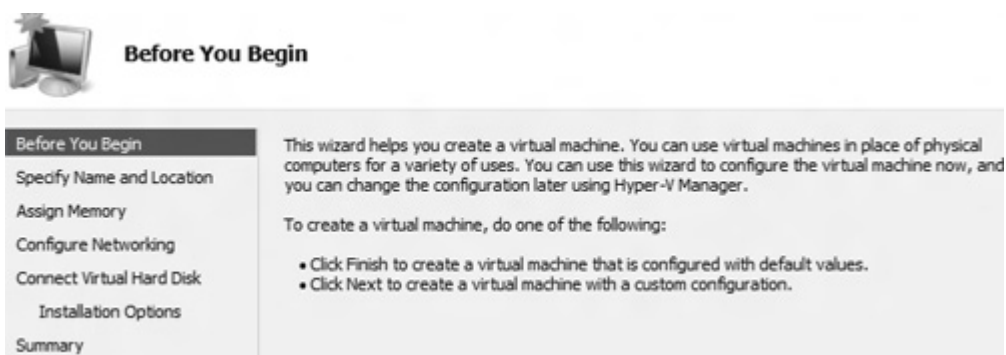 Before You Begin
Before You Begin
Specify Name and Location
Assign Memory
Configure Networking
Connect Virtual Hard Disk
Installation Options
Summary
This wizard helps you create a virtual machine. You can use virtual machines in place of physical
computers for a variety of uses. You can use this wizard to configure the virtual machine now, and
you can change the configuration later using Hyper-V Manager.
To create a virtual machine, do one of the following:
• Click Finish to create a virtual machine that is configured with default values.
• Click Next to create a virtual machine with a custom configuration.